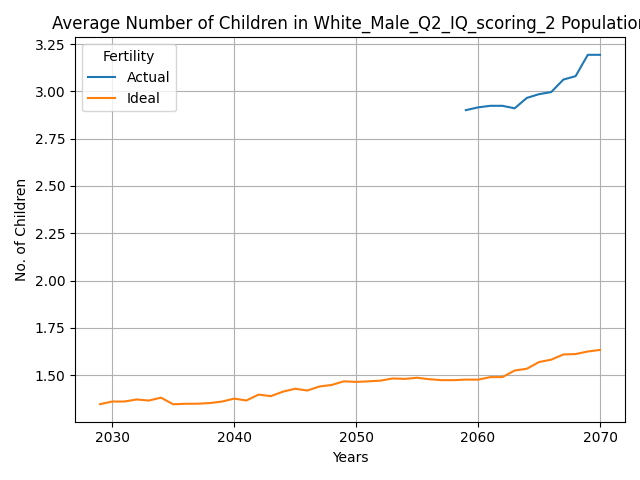 Average Number of Children in White_Male_Q2_IQ_scoring_2 Population
Fertility
Actual
Ideal
No. of Children
3.25
3.00
2.75
2.50
2.25
2.00
1.75
1.50
2030 2040 2050 2060 2070
Years